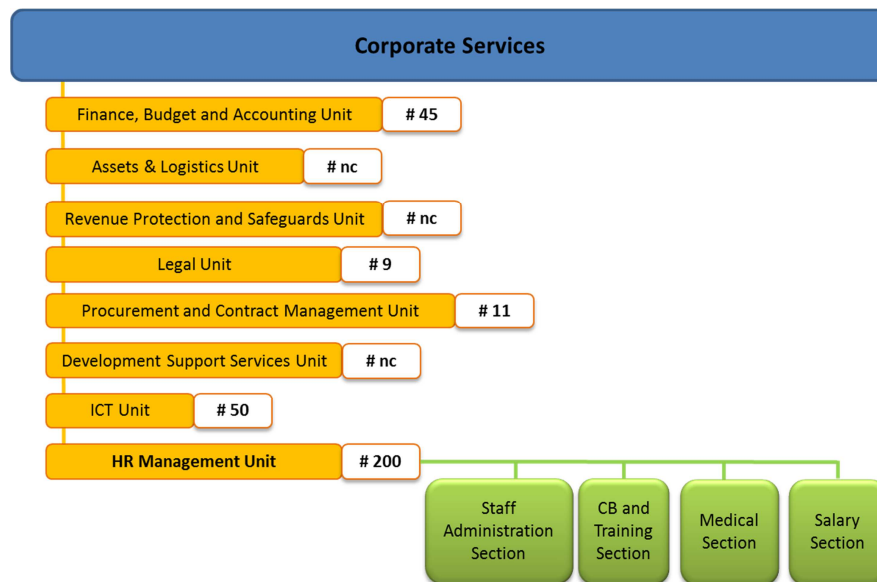 Corporate Services
Finance, Budget and Accounting Unit # 45
Assets & Logistics Unit # nc
Revenue Protection and Safeguards Unit # nc
Legal Unit # 9
Procurement and Contract Management Unit # 11
Development Support Services Unit # nc
ICT Unit # 50
HR Management Unit # 200
Staff
Administration
Section
CB and
Training
Section
Medical
Section
Salary
Section